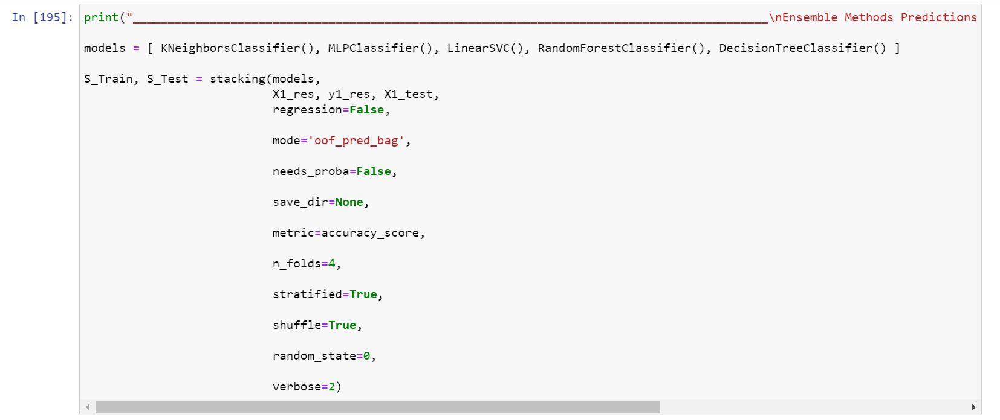 In [195]: print("___________________________________________________________________________________________\nEnsemble Methods Predictions
models = [ KNeighborsClassifier(), MLPClassifier(), LinearSVC(), RandomForestClassifier(), DecisionTreeClassifier() ]
S_Train, S_Test = stacking(models,
X1_res, y1_res, X1_test,
regression=False,
mode='oof_pred_bag',
needs_proba=False,
save_dir=None,
metric=accuracy_score,
n_folds=4,
stratified=True,
shuffle=True,
random_state=0,
verbose=2)